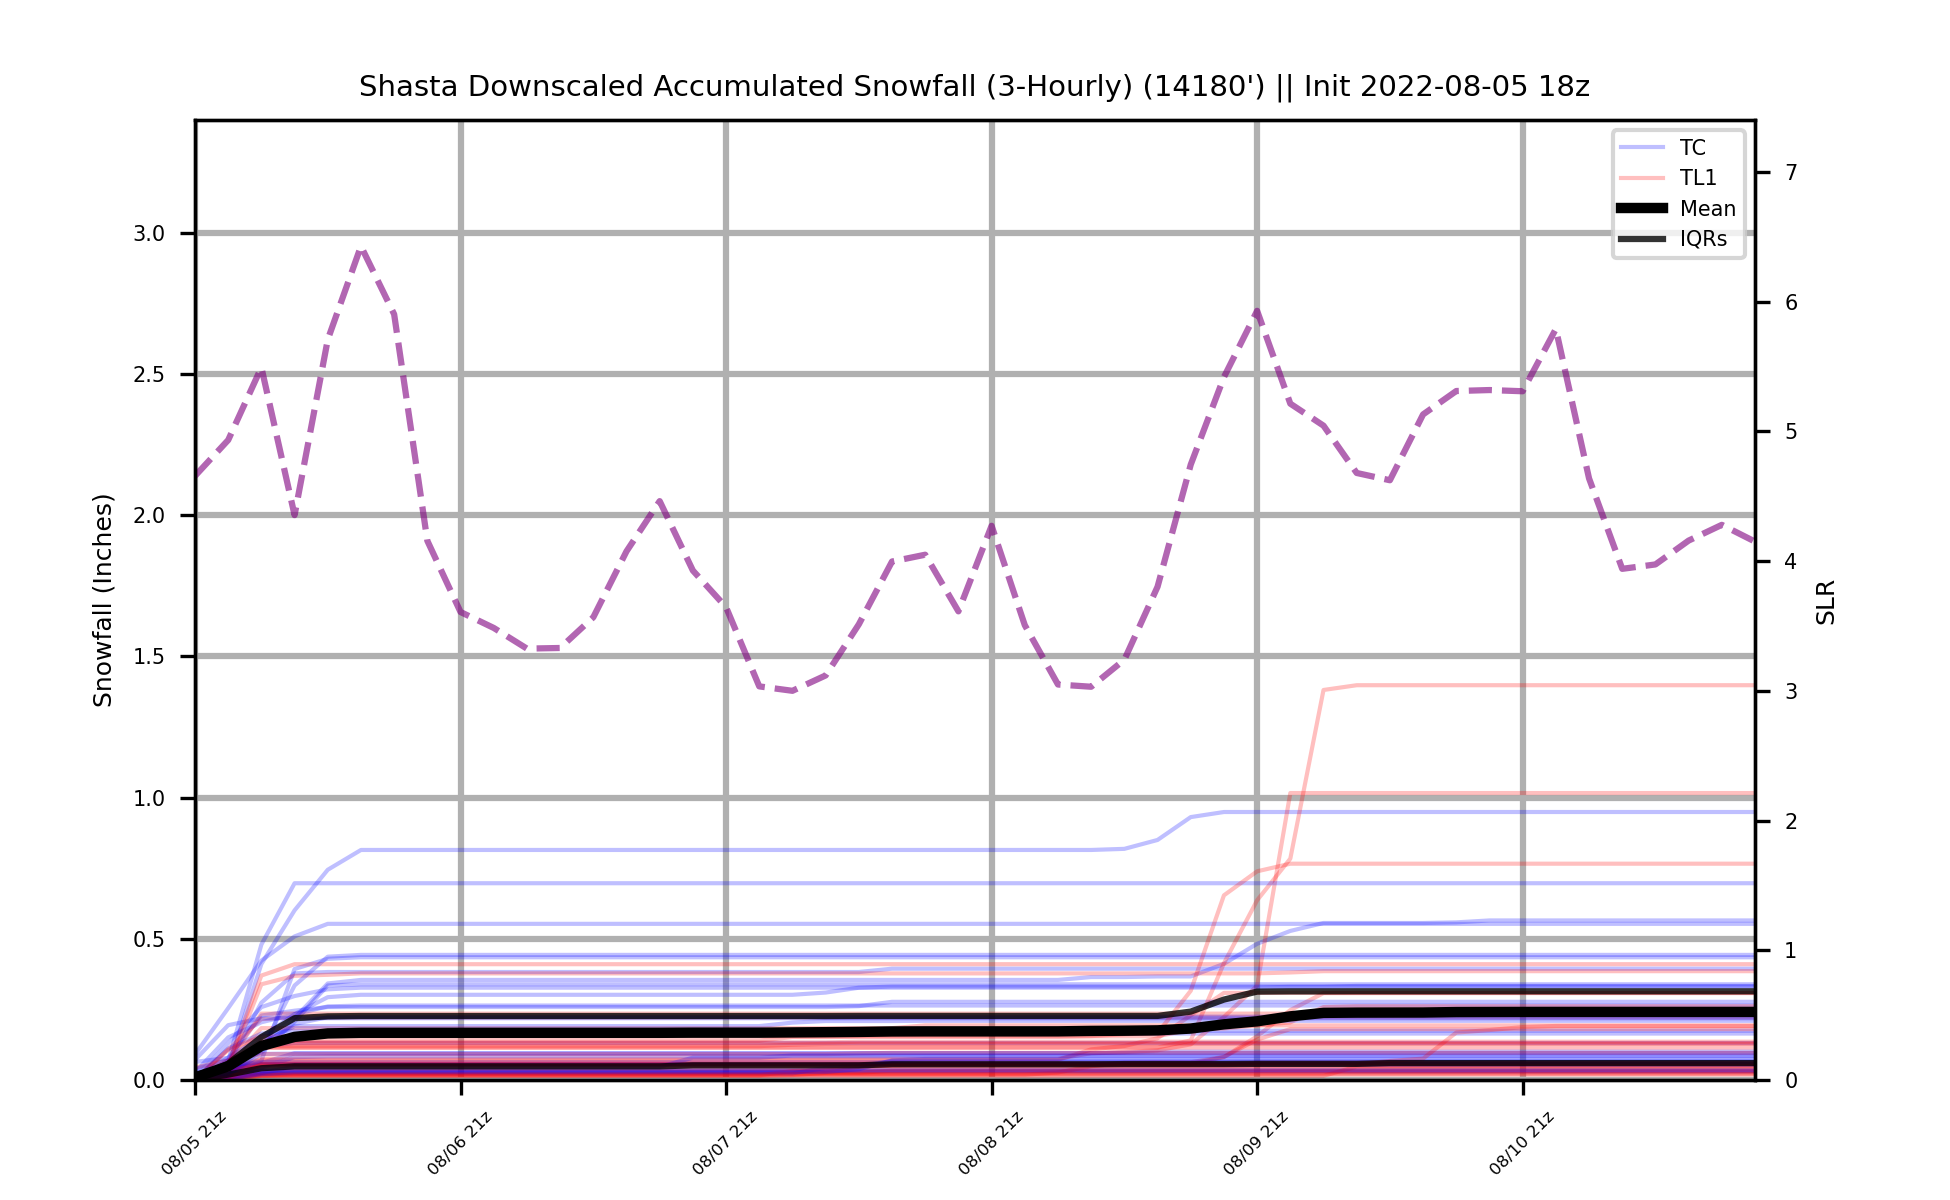 Shasta Downscaled Accumulated Snowfall (3-Hourly) (14180') || Init 2022-08-05 18z
TC
TL1
Mean
IQRs
3.0
2.5
2.0
1.5
1.0
0.5
0.0
Snowfall (Inches)
7
6
5
4
3
2
1
0
SLR
08/05 21z
08/06 21z
08/07 21z
08/08 21z
08/09 21z
08/10 21z